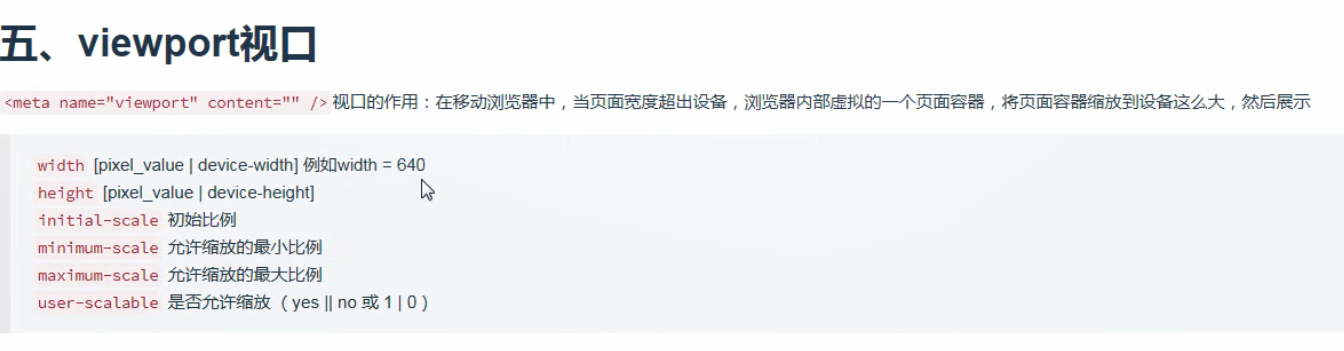 五、viewport视口
<meta name="viewport" content="" />视口的作用：在移动浏览器中，当页面宽度超出设备，浏览器内部虚拟的一个页面容器，将页面容器缩放到设备这么大，然后展示
width [pixel_value | device-width] 例如width = 640
height [pixel_value | device-height]
initial-scale 初始比例
minimum-scale 允许缩放的最小比例
maximum-scale 允许缩放的最大比例
user-scalable 是否允许缩放 （yes || no 或 1 | 0）